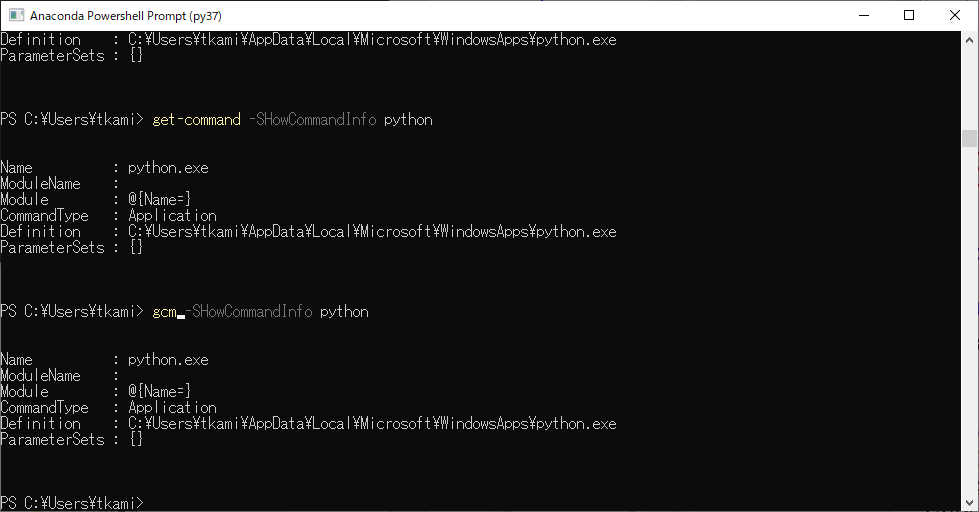 Anaconda Powershell Prompt (py37)
Definition    : C:¥Users¥tkami¥AppData¥Local¥Microsoft¥WindowsApps¥python.exe
ParameterSets : {}
PS C:¥Users¥tkami> get-command -SHowCommandInfo python
Name          : python.exe
ModuleName    :
Module        : @{Name=}
CommandType   : Application
Definition    : C:¥Users¥tkami¥AppData¥Local¥Microsoft¥WindowsApps¥python.exe
ParameterSets : {}
PS C:¥Users¥tkami> gcm -SHowCommandInfo python
Name          : python.exe
ModuleName    :
Module        : @{Name=}
CommandType   : Application
Definition    : C:¥Users¥tkami¥AppData¥Local¥Microsoft¥WindowsApps¥python.exe
ParameterSets : {}
PS C:¥Users¥tkami>